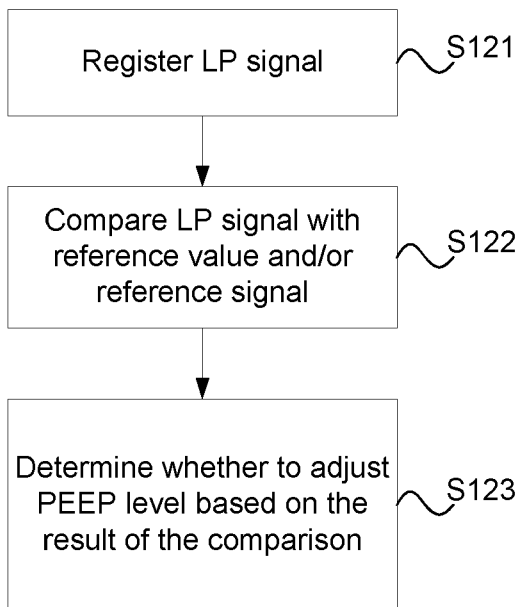 Register LP signal
S121
Compare LP signal with
reference value and/or
reference signal
S122
Determine whether to adjust
PEEP level based on the
result of the comparison
S123